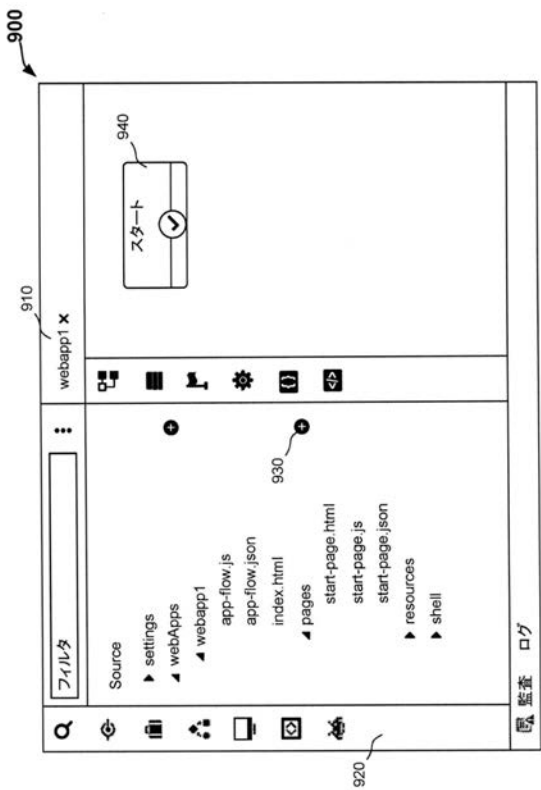 900
910
webapp1 ×
フィルタ
Source
settings
webApps
webapp1
app-flow.js
app-flow.json
index.html
pages
930
start-page.html
start-page.js
start-page.json
resources
shell
920
940
スタート
監査 ログ